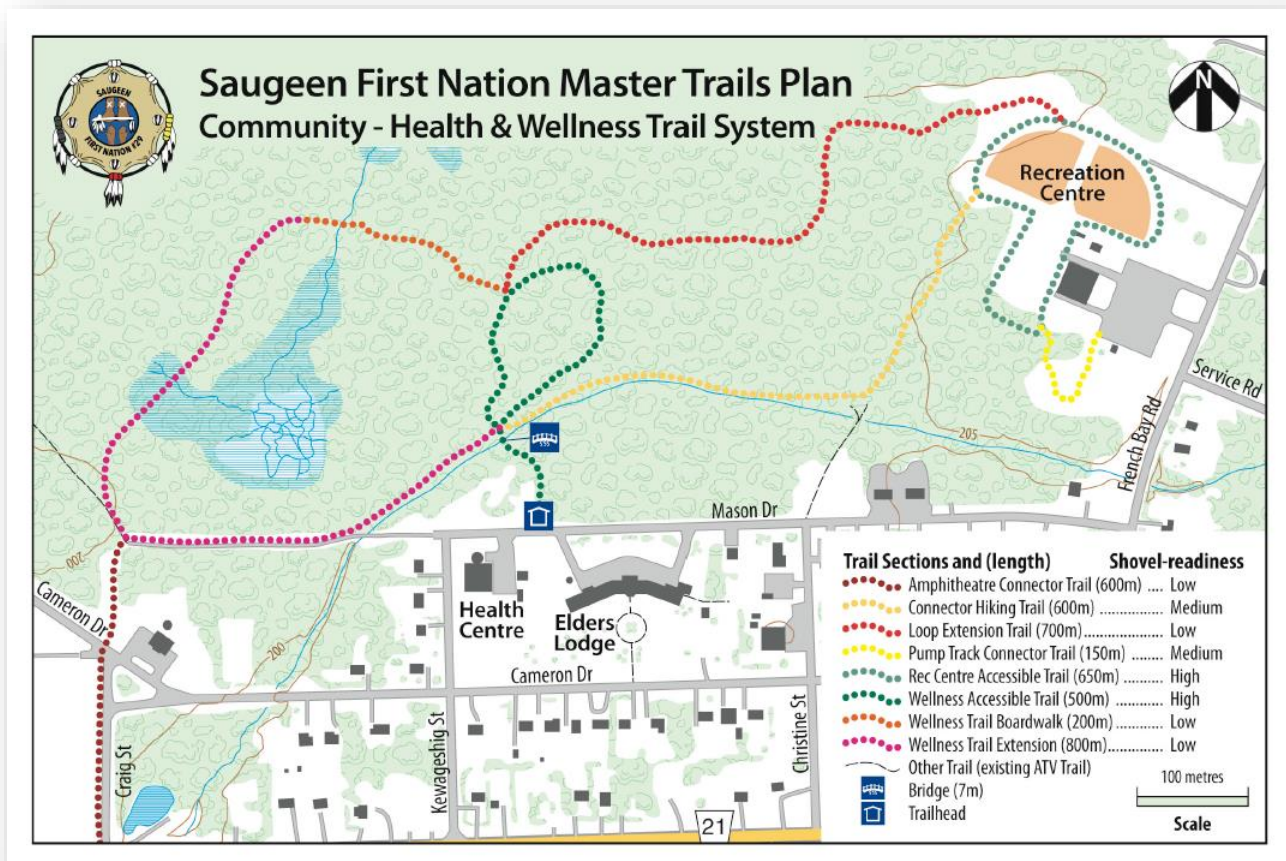 Saugeen First Nation Master Trails Plan
Community - Health & Wellness Trail System
SAUGEEN
FIRST NATION #29
N
Recreation
Centre
Service Rd
French Bay Rd
205
Mason Dr
200
Cameron Dr
Health
Centre
Elders
Lodge
200
Cameron Dr
Craig St
Kewageshig St
Christine St
21
Trail Sections and (length) Shovel-readiness
Amphitheatre Connector Trail (600m) .... Low
Connector Hiking Trail (600m) ............... Medium
Loop Extension Trail (700m)..................... Low
Pump Track Connector Trail (150m) ........ Medium
Rec Centre Accessible Trail (650m).......... High
Wellness Accessible Trail (500m) ............. High
Wellness Trail Boardwalk (200m)............. Low
Wellness Trail Extension (800m).............. Low
Other Trail (existing ATV Trail)
Bridge (7m)
Trailhead
100 metres
Scale